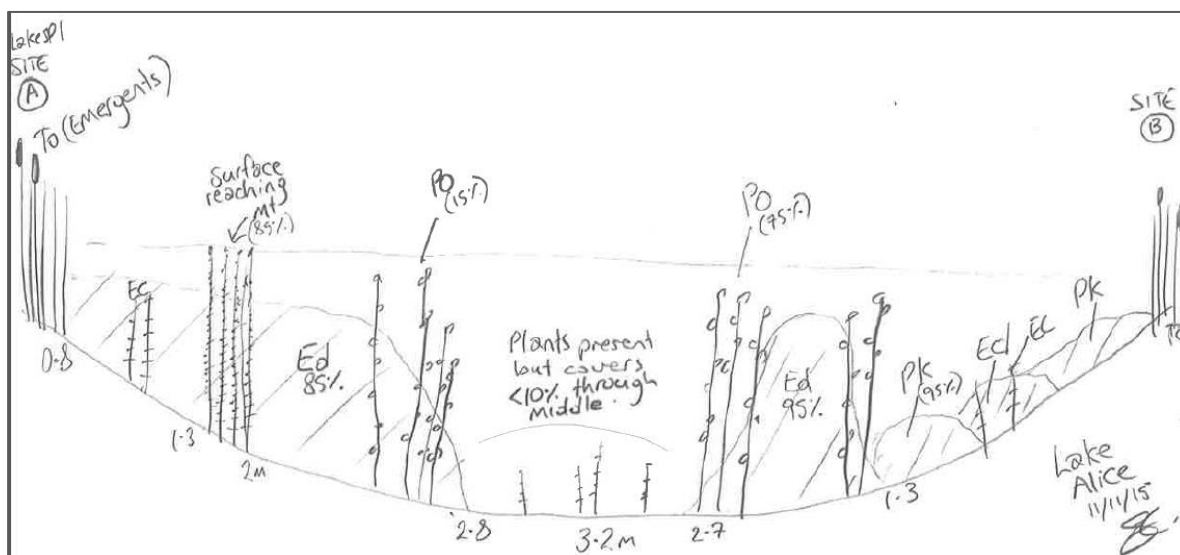 SITE
A
To (Emergents)
Surface
reaching
Mt
(85%)
PO
(15%)
PO
(75%)
SITE
B
EC
Ed
85%
Plants present
but covers
<10% through
middle.
Ed
95%
PK
(95%)
Ed
EC
PK
0.8
1.3
2m
2.8
3.2m
2.7
1.3
Lake
Alice
11/11/15